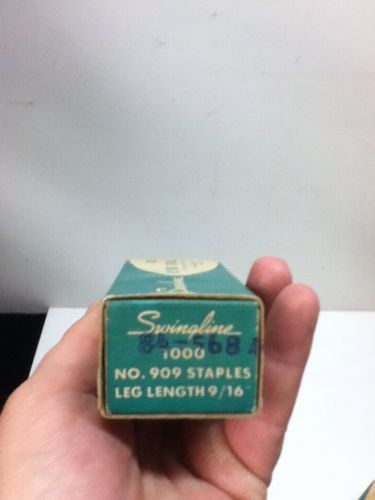 Swingline
84-568 A
1000
NO. 909 STAPLES
LEG LENGTH 9/16